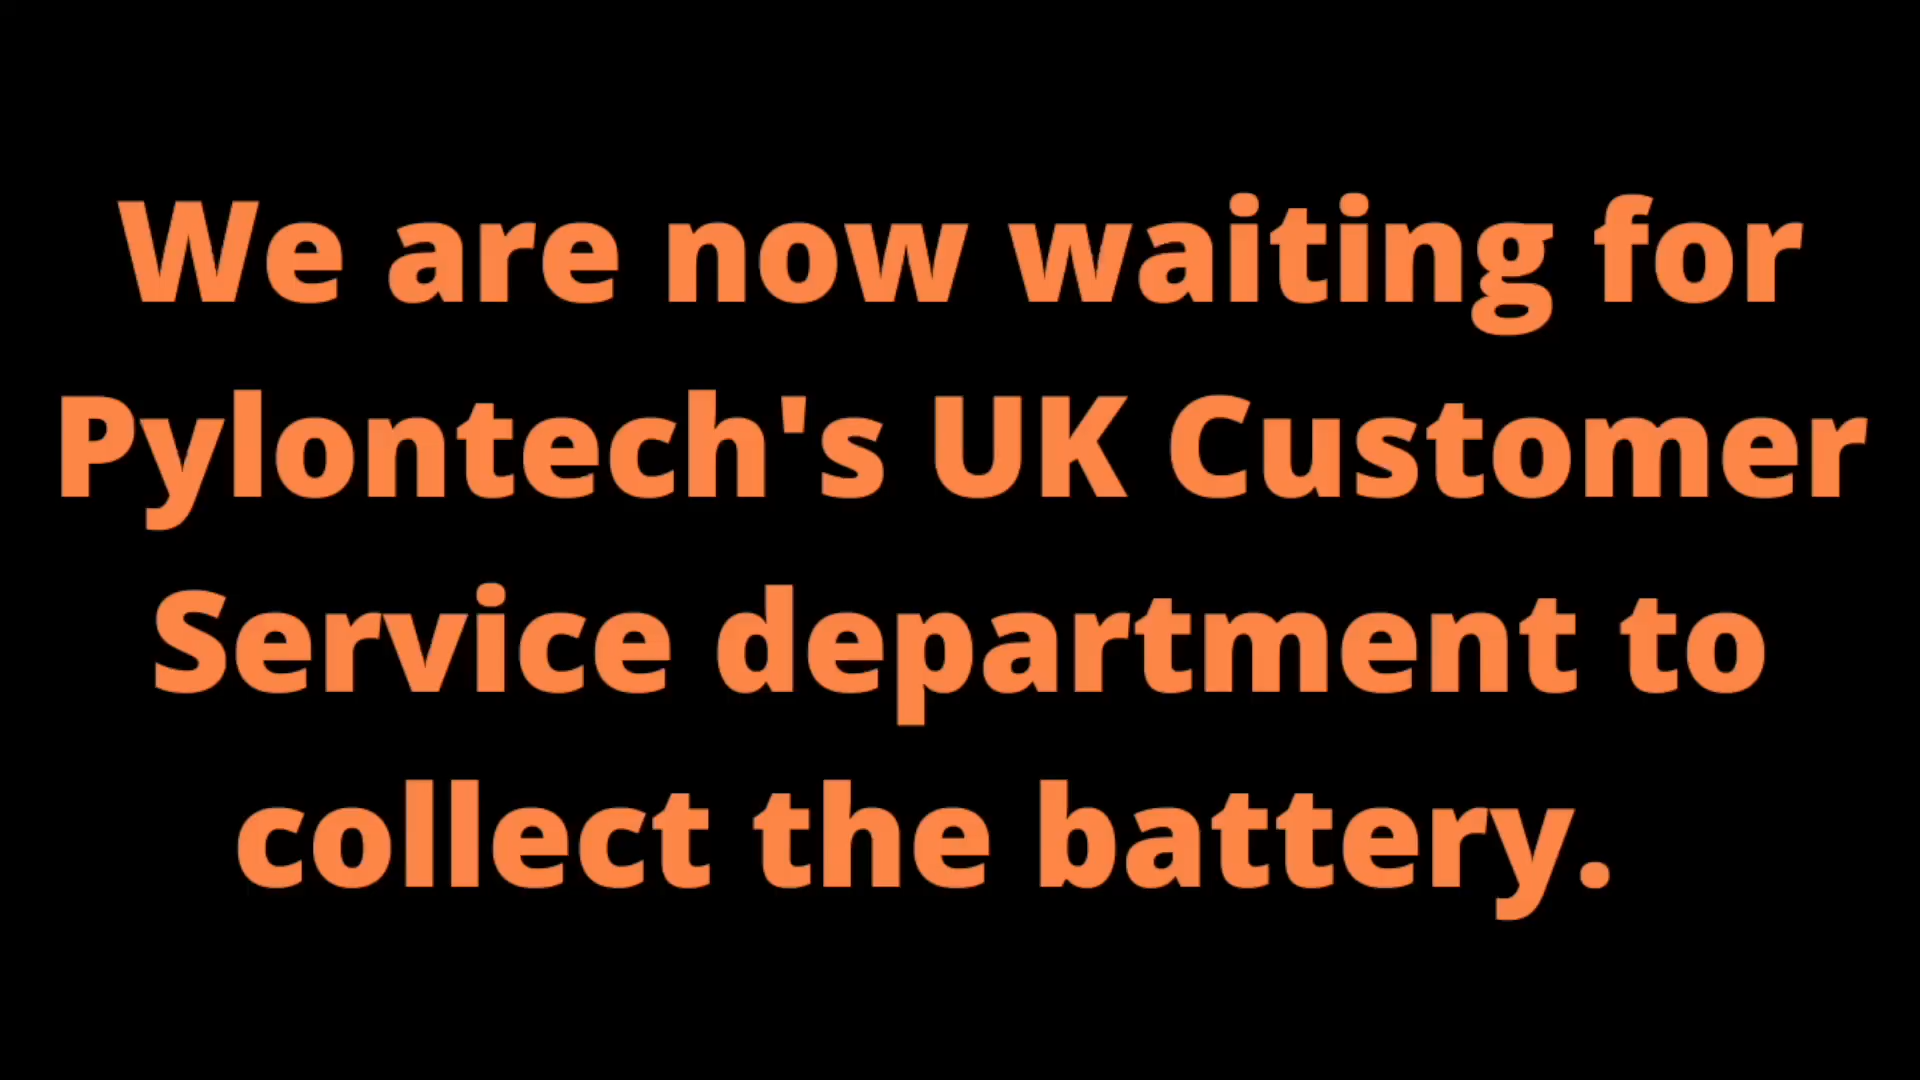 We are now waiting for
Pylontech's UK Customer
Service department to
collect the battery.